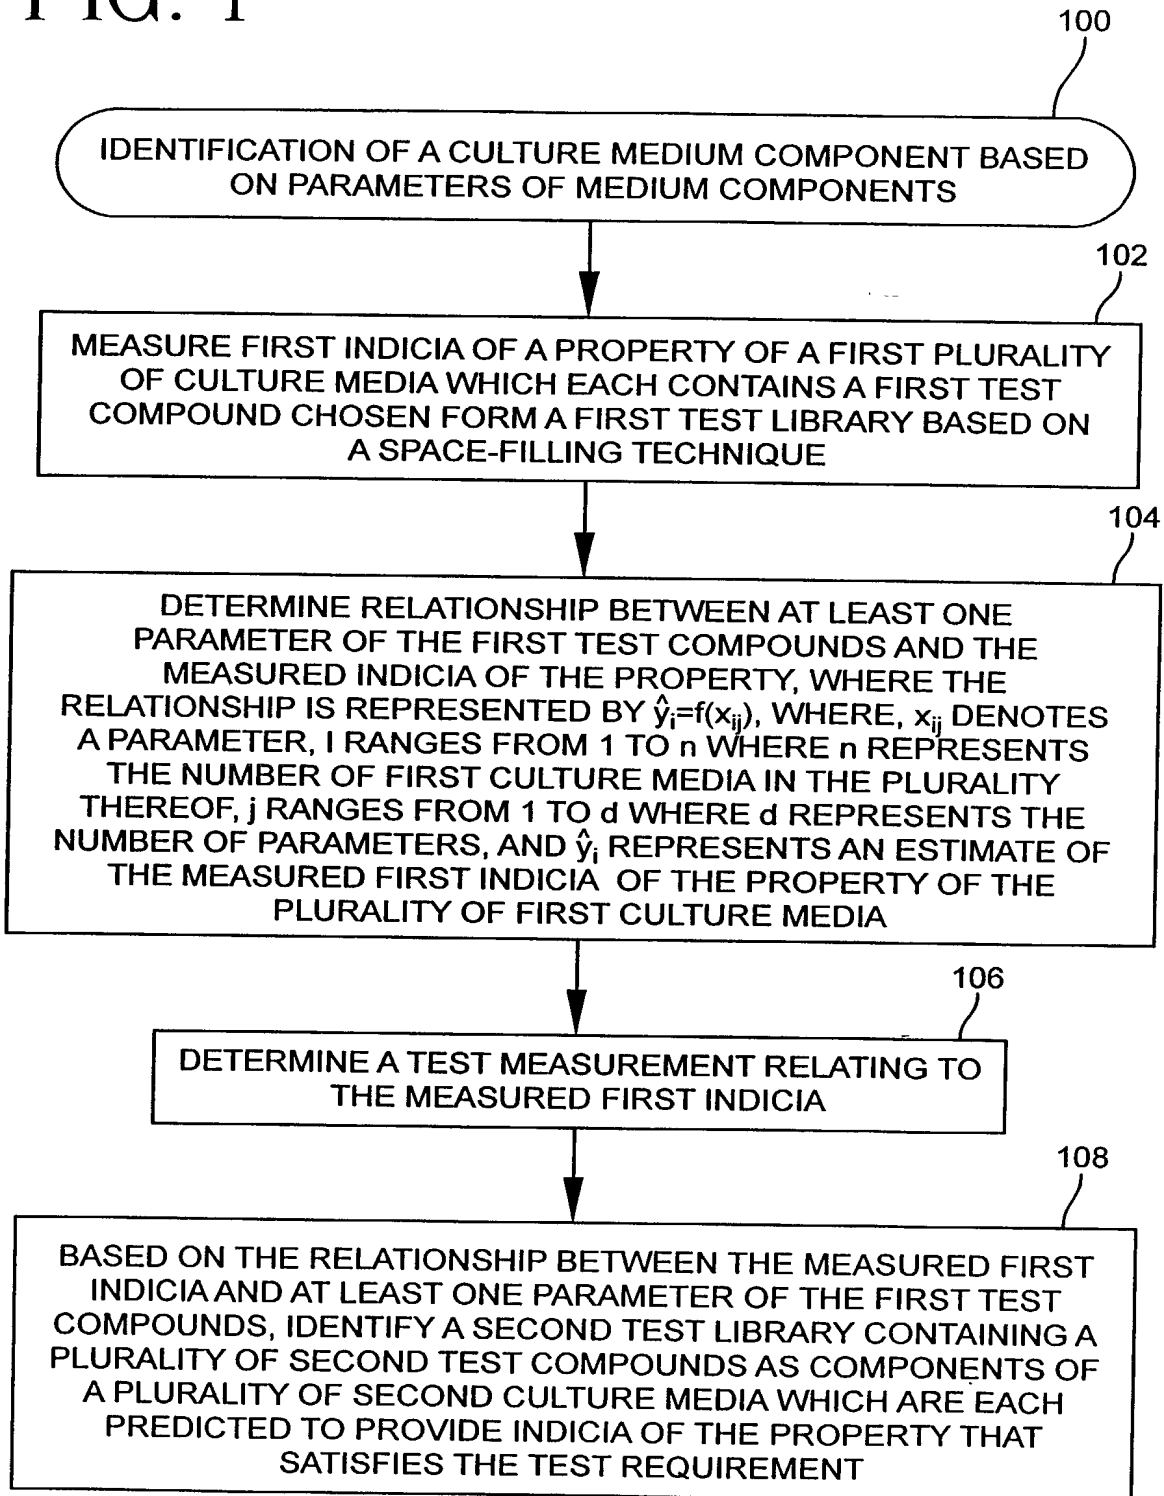 FIG. 1
100
IDENTIFICATION OF A CULTURE MEDIUM COMPONENT BASED
ON PARAMETERS OF MEDIUM COMPONENTS
102
MEASURE FIRST INDICIA OF A PROPERTY OF A FIRST PLURALITY
OF CULTURE MEDIA WHICH EACH CONTAINS A FIRST TEST
COMPOUND CHOSEN FORM A FIRST TEST LIBRARY BASED ON
A SPACE-FILLING TECHNIQUE
104
DETERMINE RELATIONSHIP BETWEEN AT LEAST ONE
PARAMETER OF THE FIRST TEST COMPOUNDS AND THE
MEASURED INDICIA OF THE PROPERTY, WHERE THE
RELATIONSHIP IS REPRESENTED BY ŷᵢ=f(xᵢⱼ), WHERE, xᵢⱼ DENOTES
A PARAMETER, I RANGES FROM 1 TO n WHERE n REPRESENTS
THE NUMBER OF FIRST CULTURE MEDIA IN THE PLURALITY
THEREOF, j RANGES FROM 1 TO d WHERE d REPRESENTS THE
NUMBER OF PARAMETERS, AND ŷᵢ REPRESENTS AN ESTIMATE OF
THE MEASURED FIRST INDICIA OF THE PROPERTY OF THE
PLURALITY OF FIRST CULTURE MEDIA
106
DETERMINE A TEST MEASUREMENT RELATING TO
THE MEASURED FIRST INDICIA
108
BASED ON THE RELATIONSHIP BETWEEN THE MEASURED FIRST
INDICIA AND AT LEAST ONE PARAMETER OF THE FIRST TEST
COMPOUNDS, IDENTIFY A SECOND TEST LIBRARY CONTAINING A
PLURALITY OF SECOND TEST COMPOUNDS AS COMPONENTS OF
A PLURALITY OF SECOND CULTURE MEDIA WHICH ARE EACH
PREDICTED TO PROVIDE INDICIA OF THE PROPERTY THAT
SATISFIES THE TEST REQUIREMENT